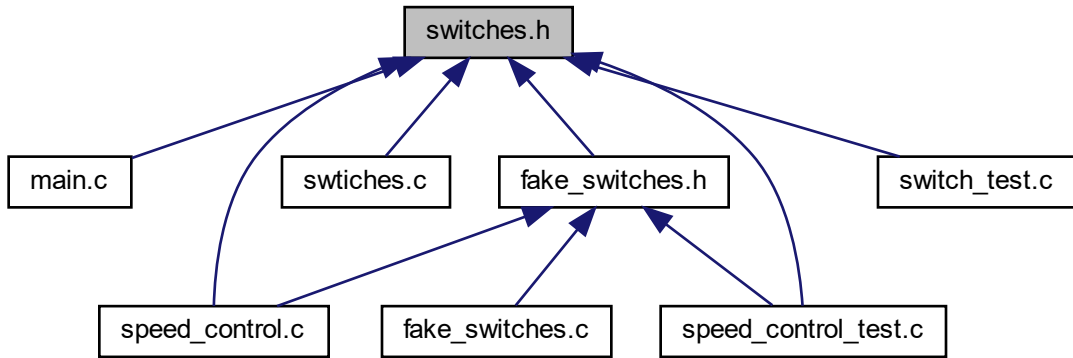 switches.h
main.c
swtiches.c
fake_switches.h
switch_test.c
speed_control.c
fake_switches.c
speed_control_test.c